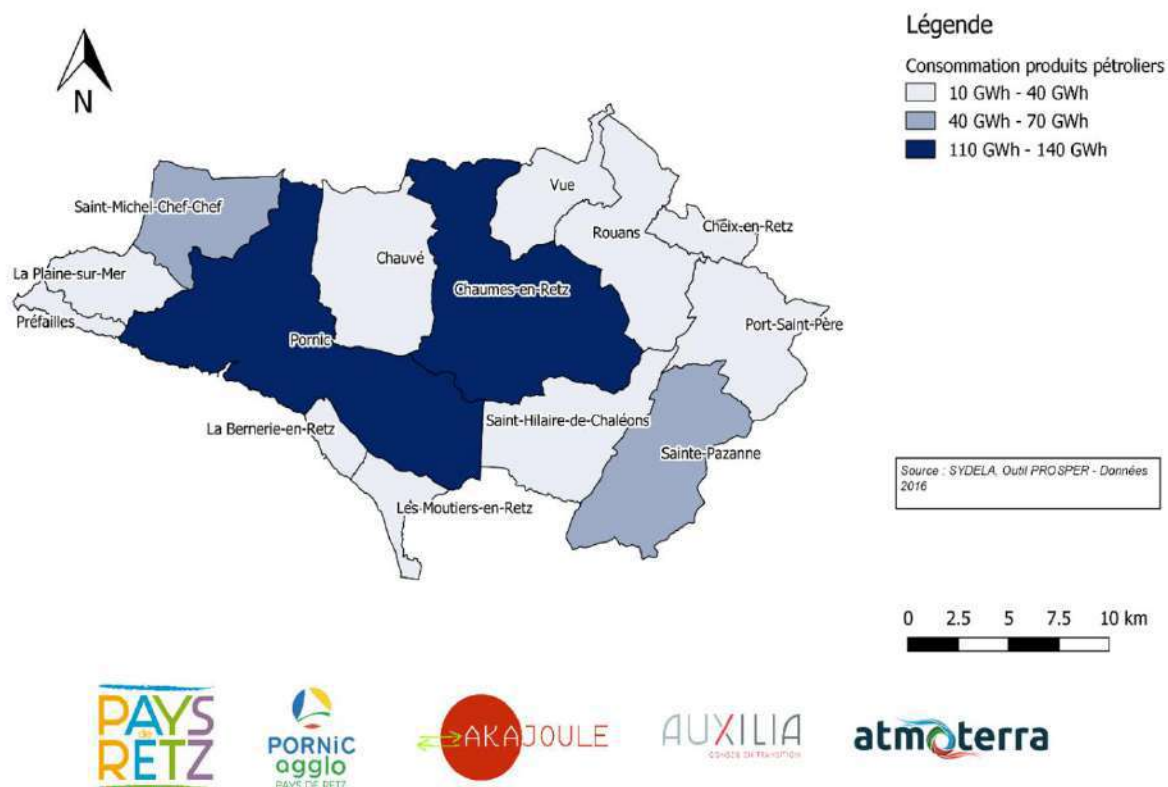 Légende
Consommation produits pétroliers
10 GWh - 40 GWh
40 GWh - 70 GWh
110 GWh - 140 GWh
N
Saint-Michel-Chef-Chef
Vue
Cheix-en-Retz
Rouans
Chauvé
La Plaine-sur-Mer
Chaumes-en-Retz
Préfailles
Port-Saint-Père
Pornic
Saint-Hilaire-de-Chaléons
La Bernerie-en-Retz
Sainte-Pazanne
Les Moutiers-en-Retz
Source : SYDELA, Outil PROSPER - Données
2016
0 2.5 5 7.5 10 km
PAYS
de
RETZ
PORNiC
agglo
PAYS DE RETZ
AKAJOULE
AUXILIA
CONSEIL EN TRANSITION
atmoterra